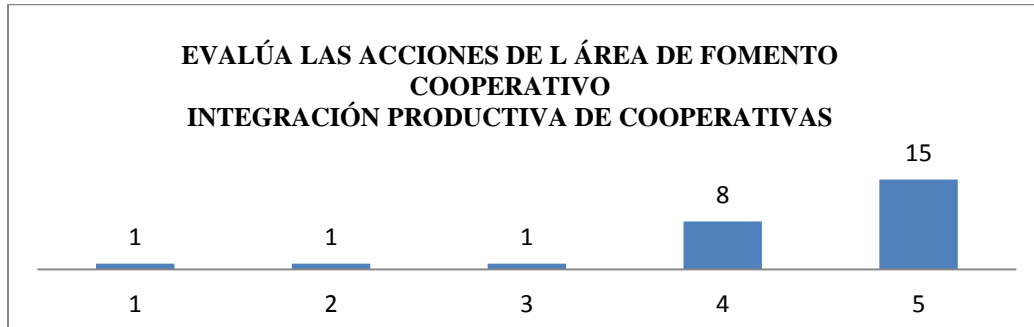 EVALÚA LAS ACCIONES DE L ÁREA DE FOMENTO
COOPERATIVO
INTEGRACIÓN PRODUCTIVA DE COOPERATIVAS
1 1 1 8 15
1 2 3 4 5